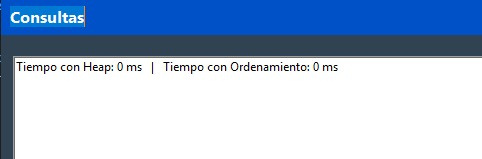 Consultas
Tiempo con Heap: 0 ms | Tiempo con Ordenamiento: 0 ms